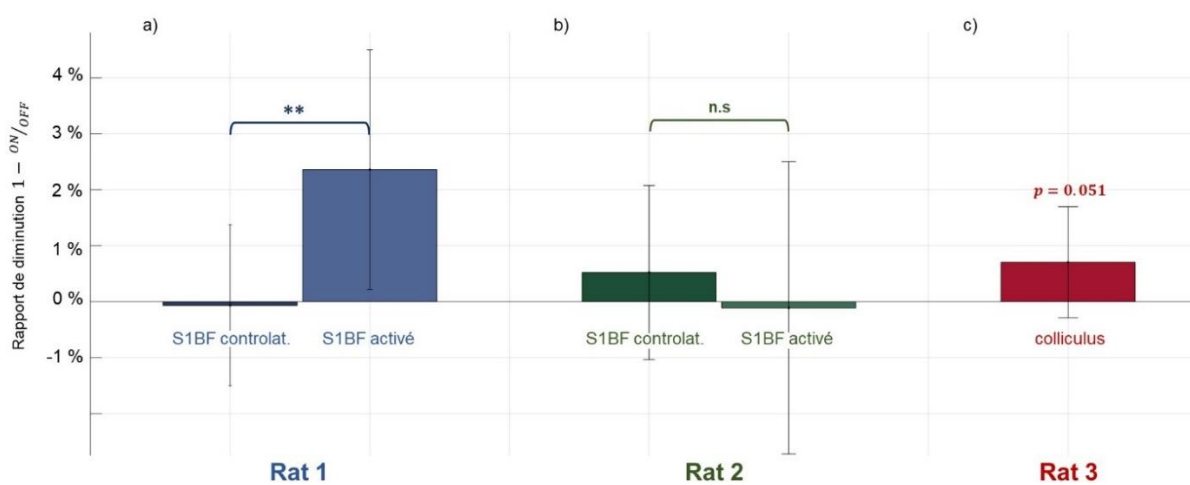 a)
b)
c)
Rapport de diminution 1 − ON/OFF
4 %
3 %
2 %
1 %
0 %
-1 %
**
n.s
p = 0.051
S1BF controlat.
S1BF activé
S1BF controlat.
S1BF activé
colliculus
Rat 1
Rat 2
Rat 3